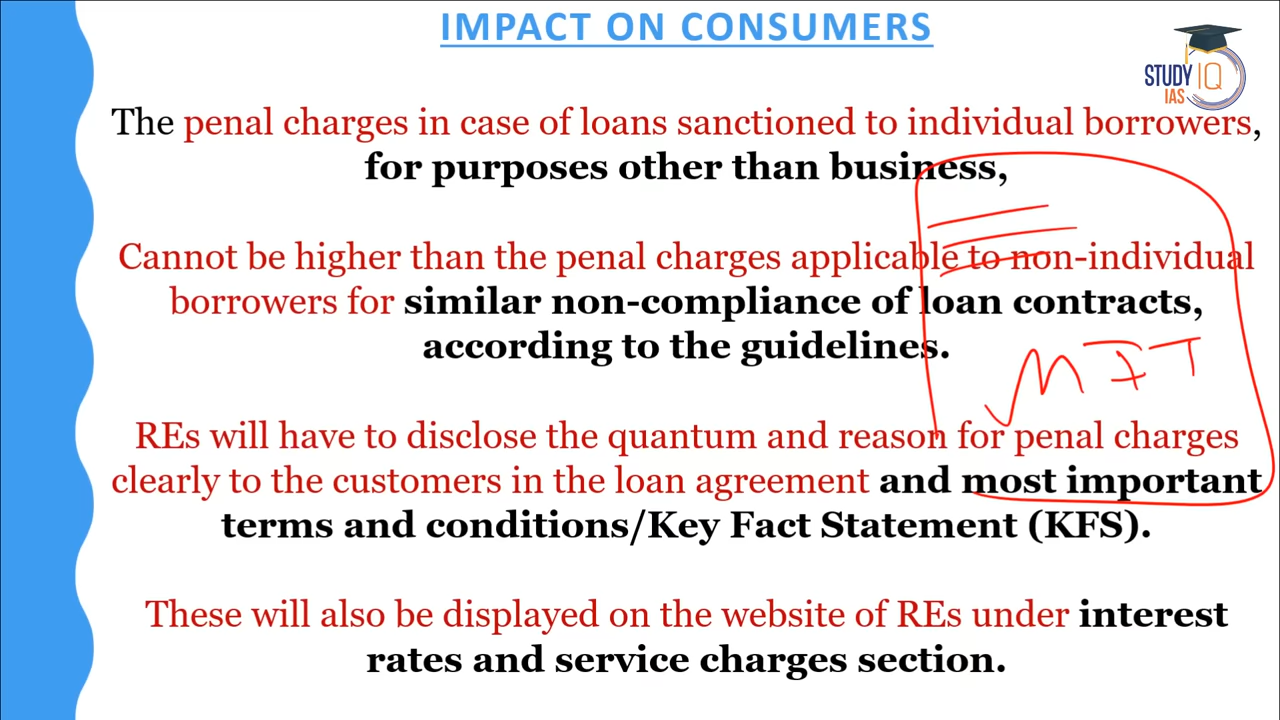 IMPACT ON CONSUMERS
STUDY IQ
IAS
The penal charges in case of loans sanctioned to individual borrowers,
for purposes other than business,
Cannot be higher than the penal charges applicable to non-individual
borrowers for similar non-compliance of loan contracts,
according to the guidelines.
REs will have to disclose the quantum and reason for penal charges
clearly to the customers in the loan agreement and most important
terms and conditions/Key Fact Statement (KFS).
These will also be displayed on the website of REs under interest
rates and service charges section.